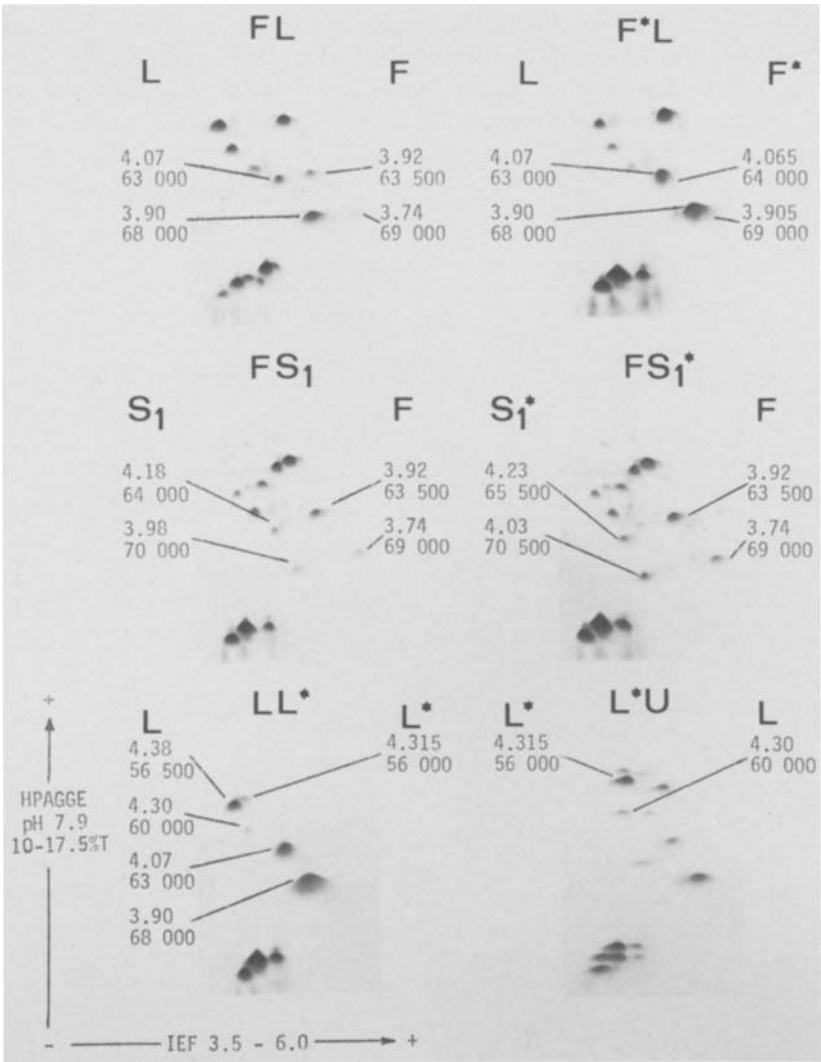 FL
L F
4.07
63 000
3.90
68 000
3.92
63 500
3.74
69 000
F*L
L F*
4.07
63 000
3.90
68 000
4.065
64 000
3.905
69 000
FS1
S1 F
4.18
64 000
3.98
70 000
3.92
63 500
3.74
69 000
FS1*
S1* F
4.23
65 500
4.03
70 500
3.92
63 500
3.74
69 000
LL*
L L*
4.38
56 500
4.30
60 000
4.07
63 000
3.90
68 000
4.315
56 000
L*U
L* L
4.315
56 000
4.30
60 000
+
HPAGGE
pH 7.9
10-17.5%T
- IEF 3.5 - 6.0 +